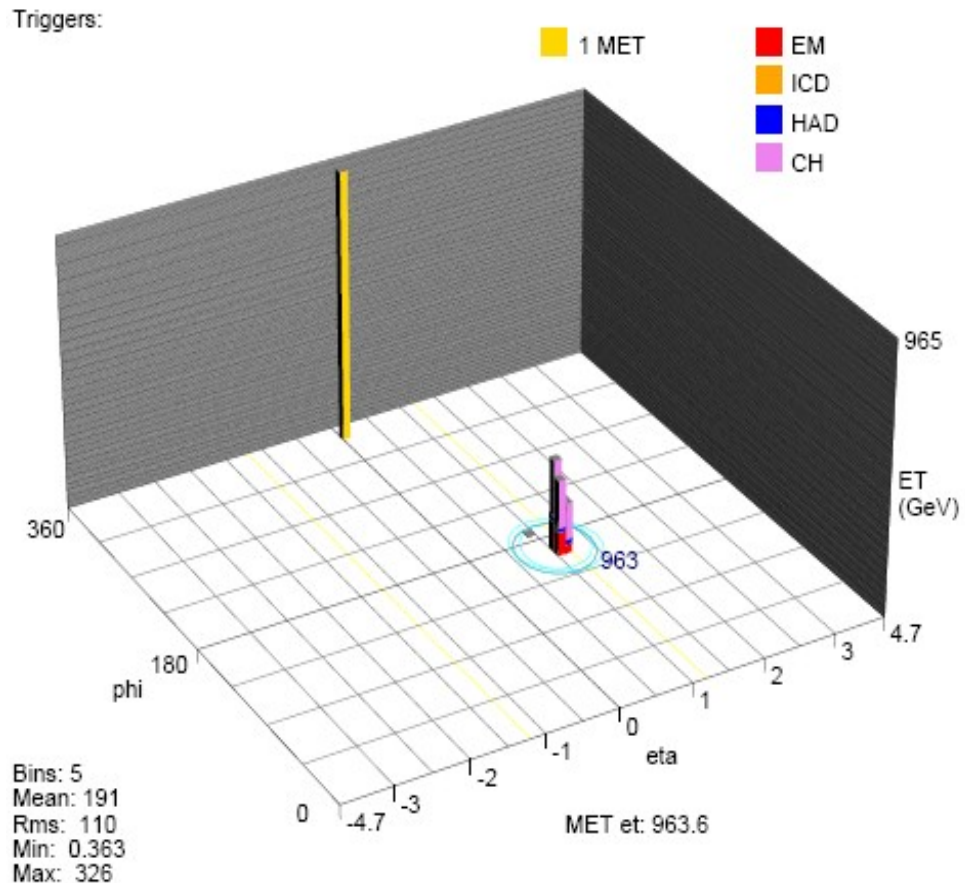 Triggers:
1 MET
EM
ICD
HAD
CH
965
ET
(GeV)
963
360
180
phi
0
-4.7
-3
-2
-1
0
1
2
3
4.7
eta
Bins: 5
Mean: 191
Rms: 110
Min: 0.363
Max: 326
MET et: 963.6